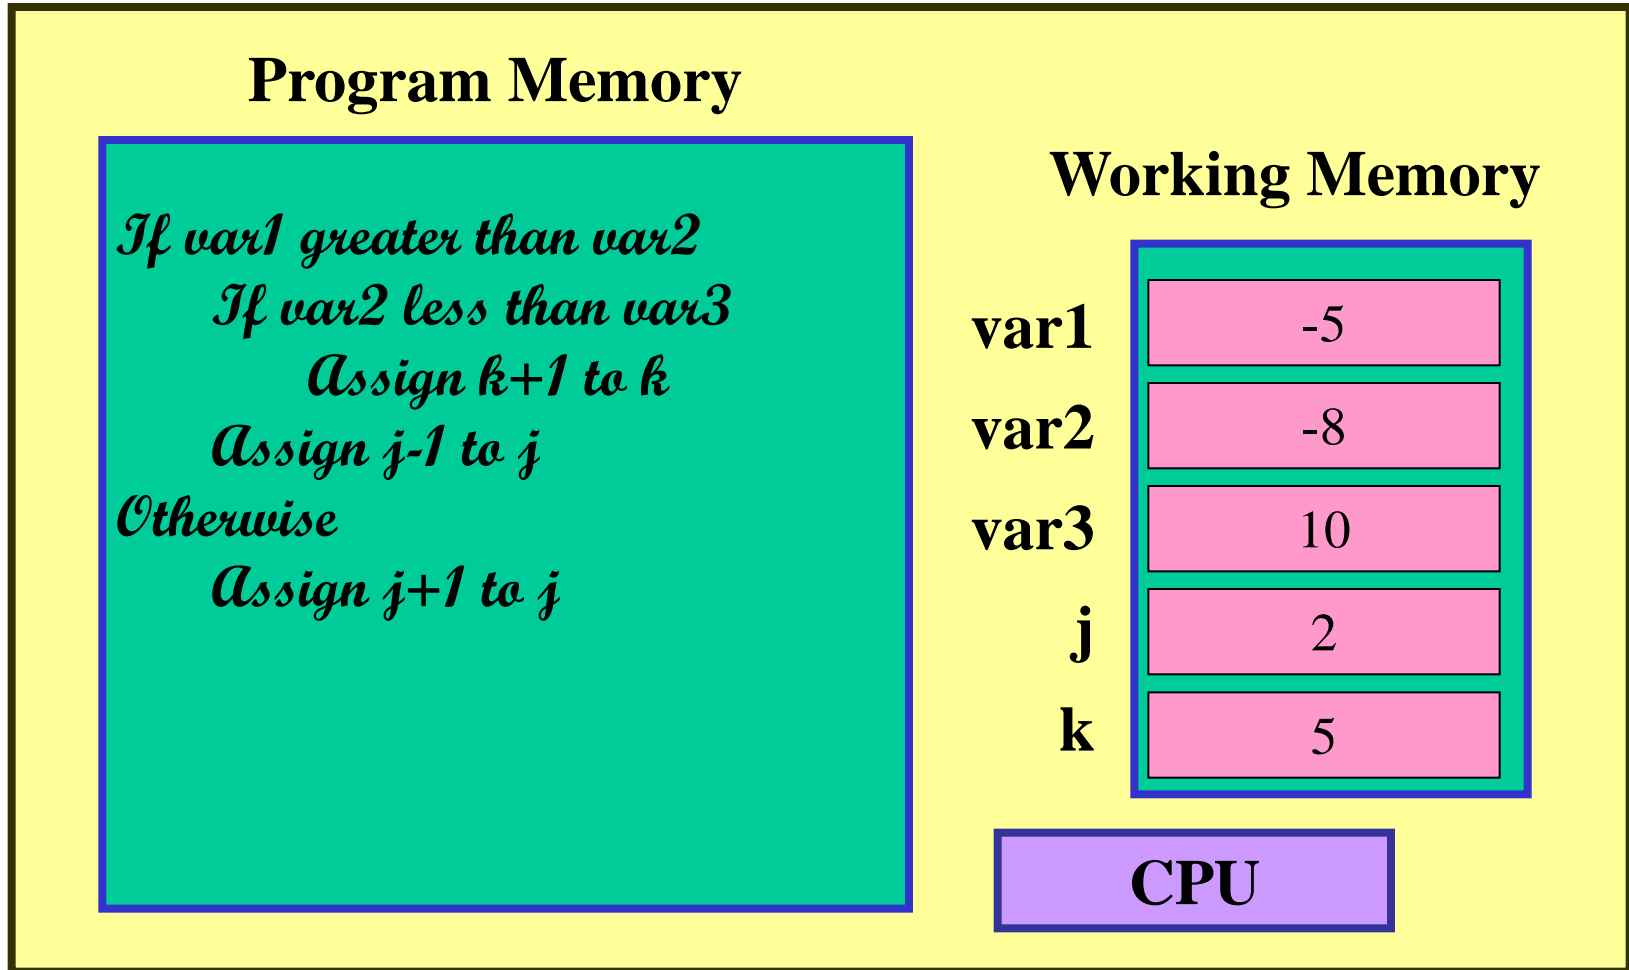 Program Memory
If var1 greater than var2
If var2 less than var3
Assign k+1 to k
Assign j-1 to j
Otherwise
Assign j+1 to j
Working Memory
var1 -5
var2 -8
var3 10
j 2
k 5
CPU